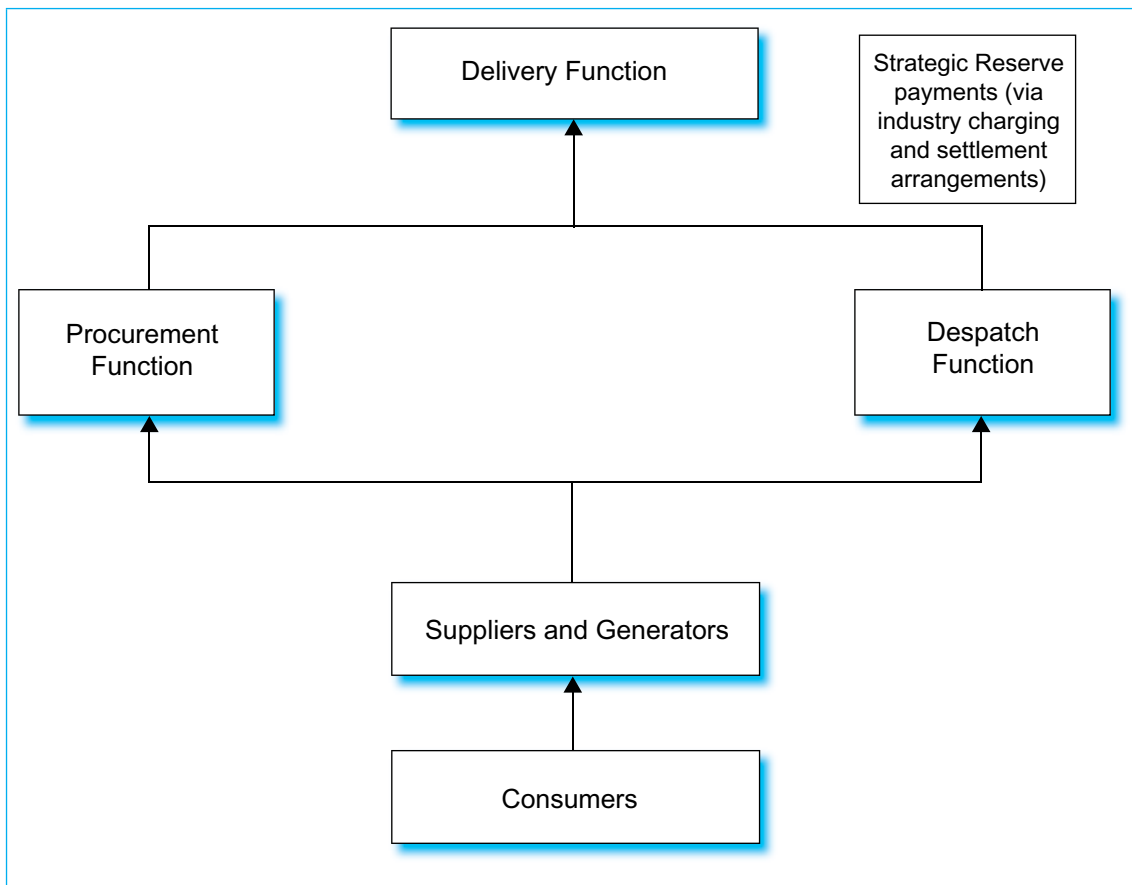 Delivery Function
Strategic Reserve
payments (via
industry charging
and settlement
arrangements)
Procurement
Function
Despatch
Function
Suppliers and Generators
Consumers